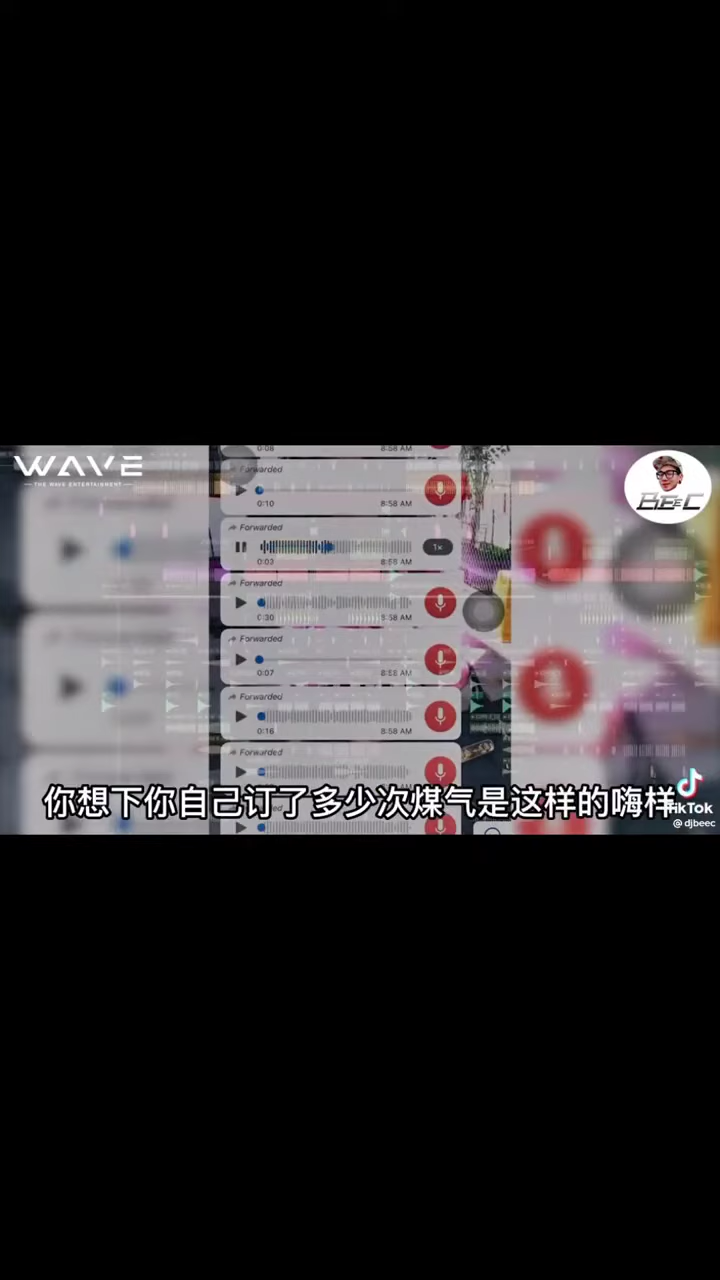 WAVE
THE WAVE ENTERTAINMENT
BEEC
0:08 8:58 AM
Forwarded
0:10 8:58 AM
Forwarded
1×
8:58 AM
Forwarded
0:30 8:58 AM
Forwarded
0:07 8:58 AM
Forwarded
0:16 8:58 AM
Forwarded
你想下你自己订了多少次煤气是这样的嗨样
TikTok
@djbeec